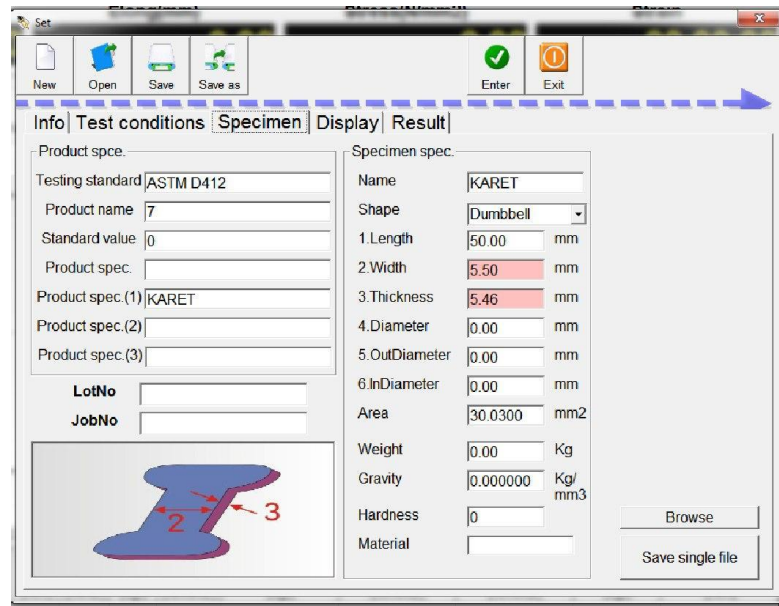 Elong(mm) Stress(N/mm2) Strain
Set
New Open Save Save as Enter Exit
Info Test conditions Specimen Display Result
Product spce.
Testing standard ASTM D412
Product name 7
Standard value 0
Product spec.
Product spec.(1) KARET
Product spec.(2)
Product spec.(3)
LotNo
JobNo
2 3
Specimen spec.
Name KARET
Shape Dumbbell
1.Length 50.00 mm
2.Width 5.50 mm
3.Thickness 5.46 mm
4.Diameter 0.00 mm
5.OutDiameter 0.00 mm
6.InDiameter 0.00 mm
Area 30.0300 mm2
Weight 0.00 Kg
Gravity 0.000000 Kg/
mm3
Hardness 0
Material
Browse
Save single file